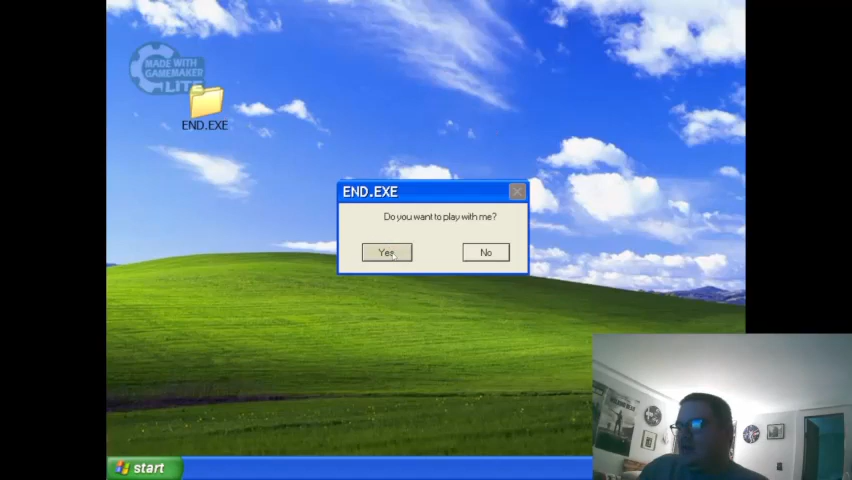 MADE WITH
GAMEMAKER
LITE
END.EXE
END.EXE
Do you want to play with me?
Yes
No
start